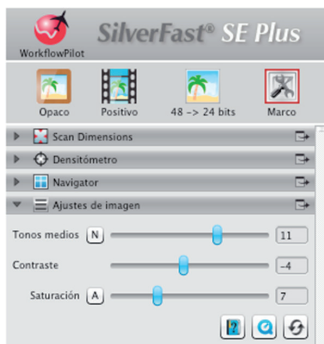 SilverFast® SE Plus
WorkflowPilot
Opaco Positivo 48 -> 24 bits Marco
Scan Dimensions
Densitómetro
Navigator
Ajustes de imagen
Tonos medios N 11
Contraste -4
Saturación A 7